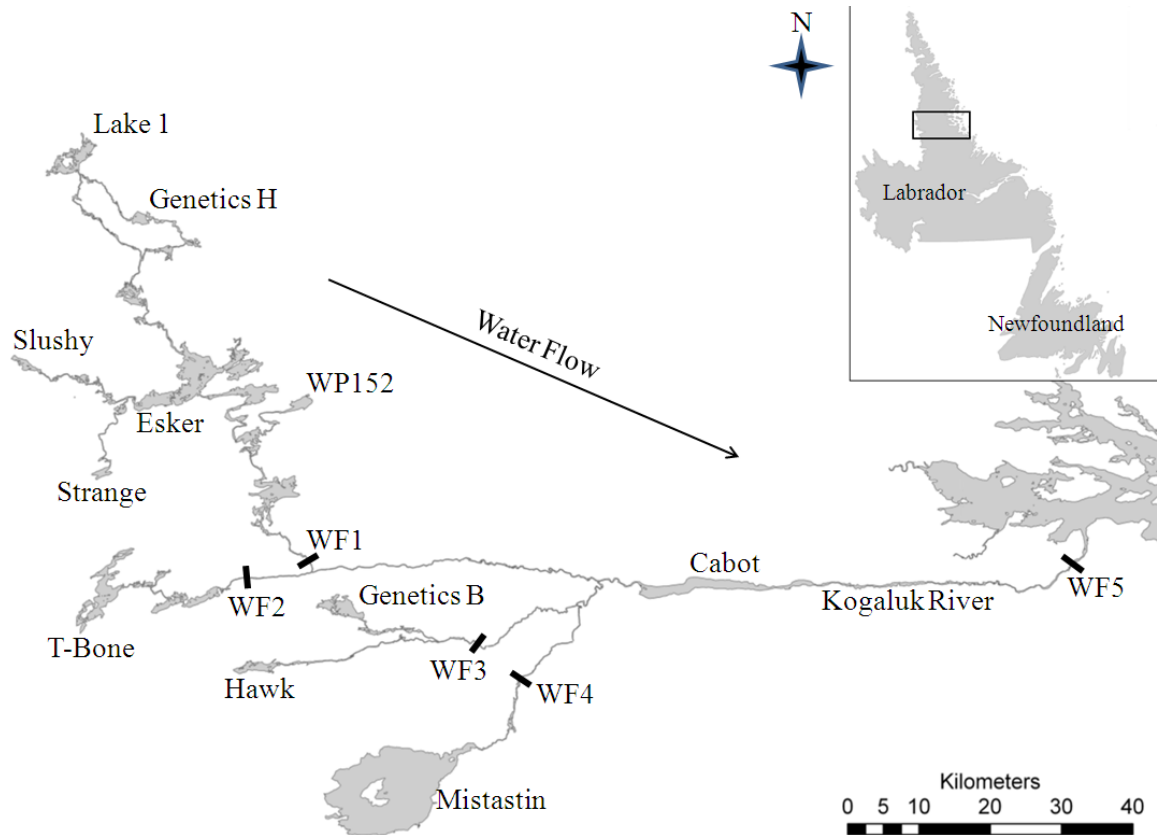 N
Lake 1
Genetics H
Labrador
Newfoundland
Water Flow
Slushy
WP152
Esker
Strange
WF1
Cabot
WF5
WF2
Genetics B
Kogaluk River
T-Bone
WF3
Hawk
WF4
Mistastin
Kilometers
0 5 10 20 30 40